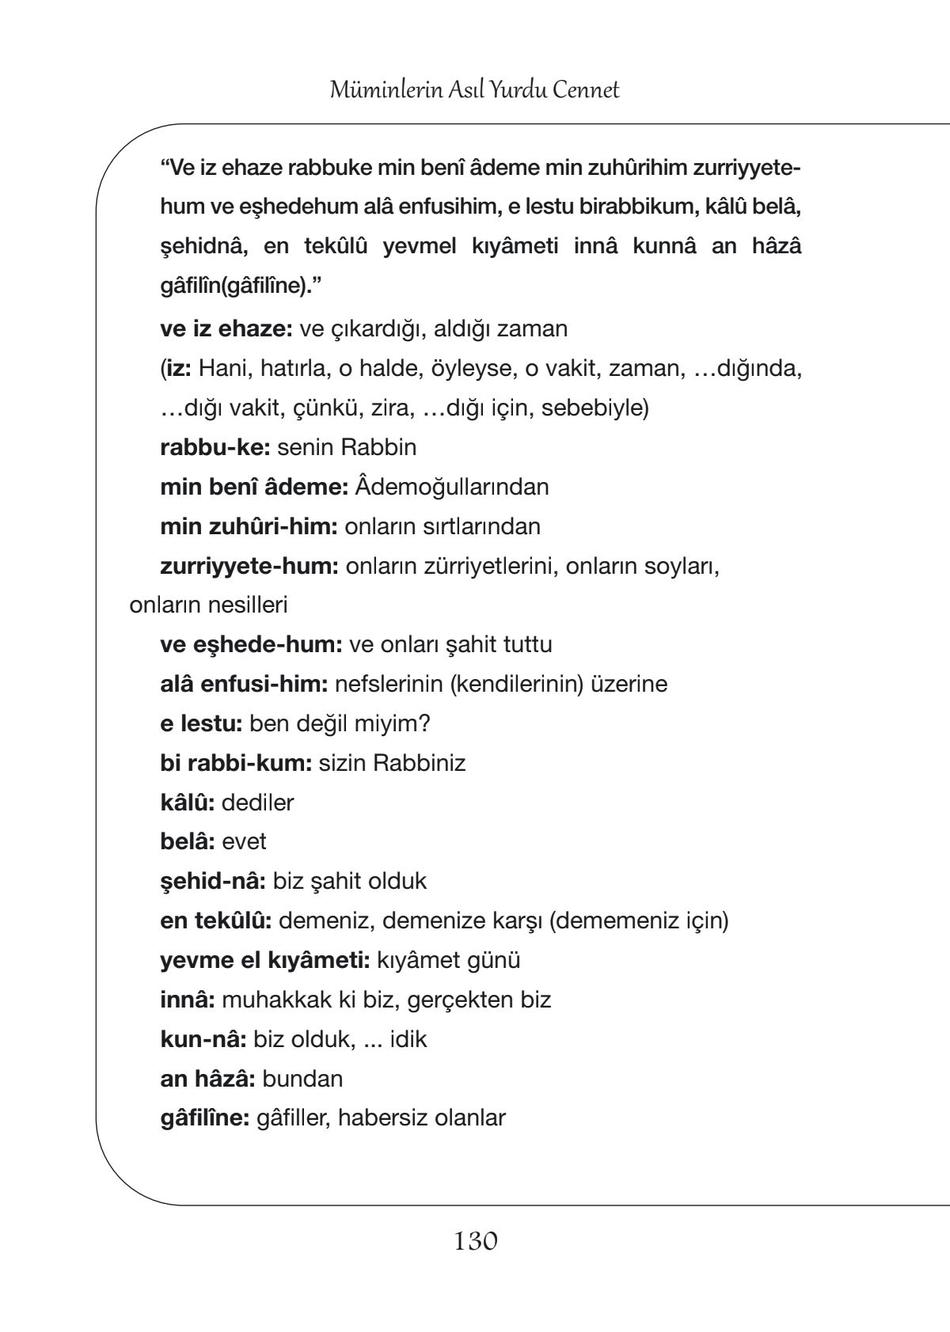 Müminlerin Asıl Yurdu Cennet
“Ve iz ehaze rabbuke min benî âdeme min zuhûrihim zurriyyete-
hum ve eşhedehum alâ enfusihim, e lestu birabbikum, kâlû belâ,
şehidnâ, en tekûlû yevmel kıyâmeti innâ kunnâ an hâzâ
gâfilîn(gâfilîne).”
ve iz ehaze: ve çıkardığı, aldığı zaman
(iz: Hani, hatırla, o halde, öyleyse, o vakit, zaman, …dığında,
…dığı vakit, çünkü, zira, …dığı için, sebebiyle)
rabbu-ke: senin Rabbin
min benî âdeme: Âdemoğullarından
min zuhûri-him: onların sırtlarından
zurriyyete-hum: onların zürriyetlerini, onların soyları,
onların nesilleri
ve eşhede-hum: ve onları şahit tuttu
alâ enfusi-him: nefslerinin (kendilerinin) üzerine
e lestu: ben değil miyim?
bi rabbi-kum: sizin Rabbiniz
kâlû: dediler
belâ: evet
şehid-nâ: biz şahit olduk
en tekûlû: demeniz, demenize karşı (dememeniz için)
yevme el kıyâmeti: kıyâmet günü
innâ: muhakkak ki biz, gerçekten biz
kun-nâ: biz olduk, ... idik
an hâzâ: bundan
gâfilîne: gâfiller, habersiz olanlar
130